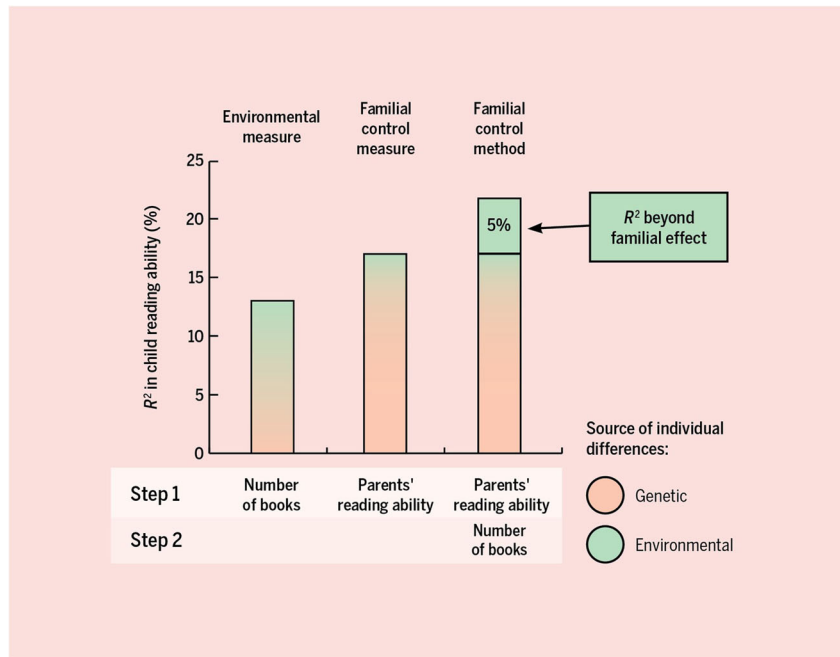 Environmental
measure
Familial
control
measure
Familial
control
method
25
20
15
10
5
0
R² in child reading ability (%)
5%
R² beyond
familial effect
Source of individual
differences:
Genetic
Environmental
Step 1
Number
of books
Parents'
reading ability
Parents'
reading ability
Step 2
Number
of books